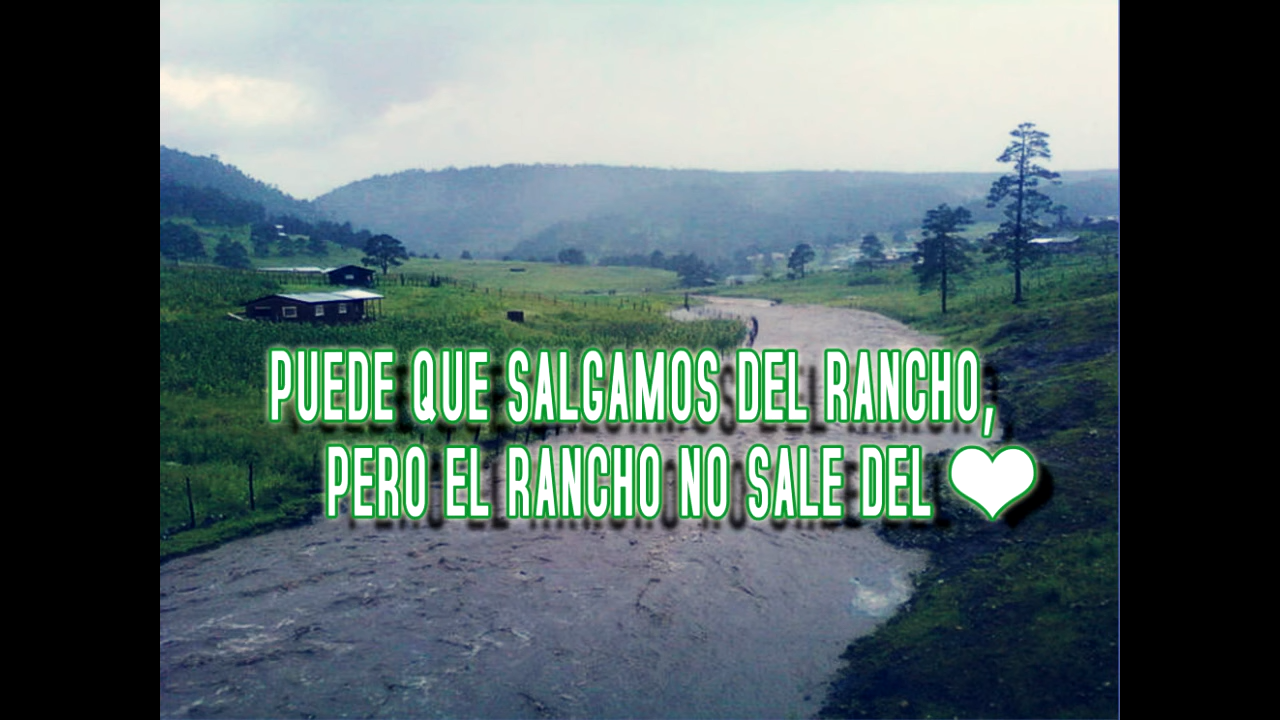 PUEDE QUE SALGAMOS DEL RANCHO,
PERO EL RANCHO NO SALE DEL ❤